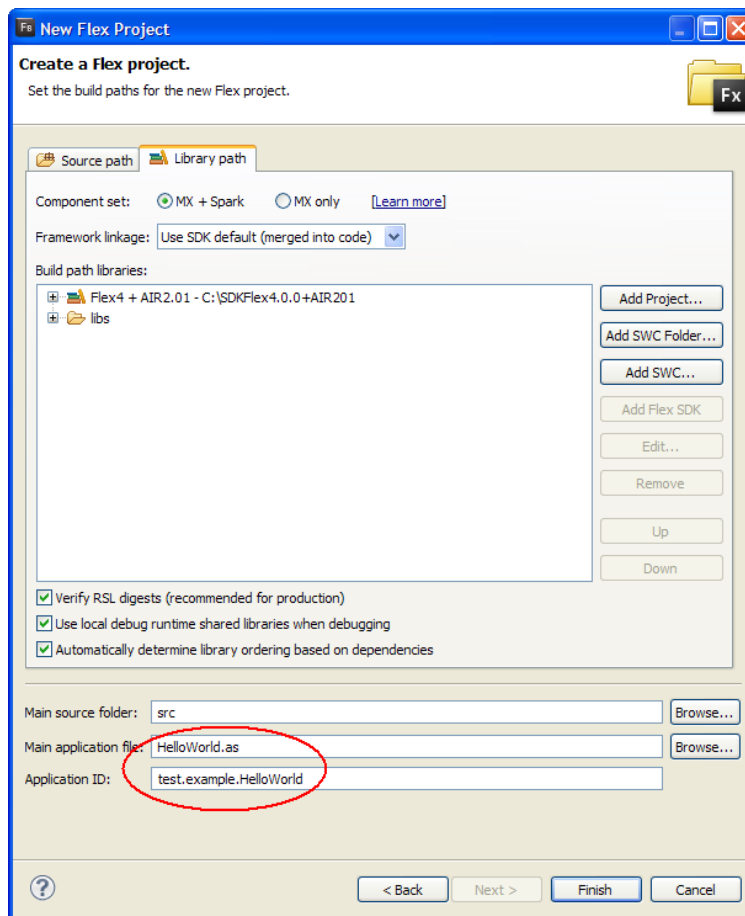 Fb New Flex Project
Create a Flex project.
Set the build paths for the new Flex project.
Fx
Source path Library path
Component set: MX + Spark MX only [Learn more]
Framework linkage: Use SDK default (merged into code)
Build path libraries:
Flex4 + AIR2.01 - C:\SDKFlex4.0.0+AIR201
libs
Add Project...
Add SWC Folder...
Add SWC...
Add Flex SDK
Edit...
Remove
Up
Down
Verify RSL digests (recommended for production)
Use local debug runtime shared libraries when debugging
Automatically determine library ordering based on dependencies
Main source folder: src Browse...
Main application file: HelloWorld.as Browse...
Application ID: test.example.HelloWorld
? < Back Next > Finish Cancel